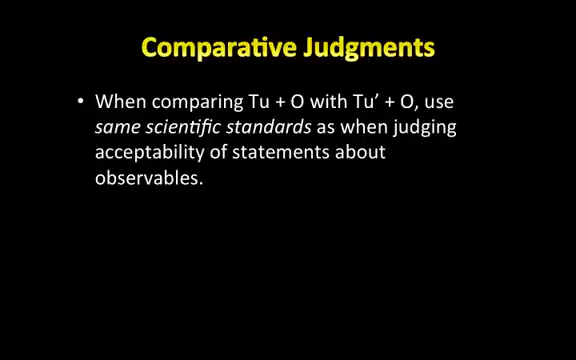 Comparative Judgments
• When comparing Tu + O with Tu’ + O, use
same scientific standards as when judging
acceptability of statements about
observables.